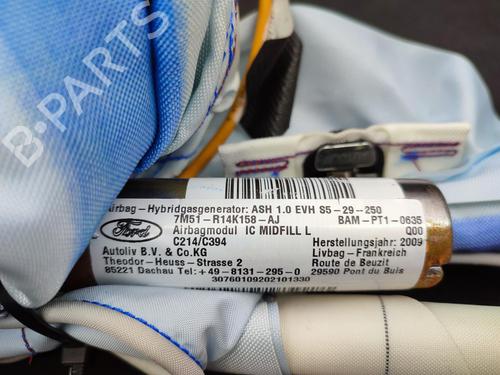 B-PARTS
Airbag-Hybridgasgenerator: ASH 1.0 EVH S5-29-250
7M51-R14K158-AJ BAM-PT1-0635
Ford Airbagmodul IC MIDFILL L Q00
C214/C394 Herstellungsjahr: 2009
Autoliv B.V. & Co.KG Livbag-Frankreich
Theodor-Heuss-Strasse 2 Route de Beuzit
85221 Dachau Tel:+49-8131-295-0 29590 Pont du Buis
30760109202101330